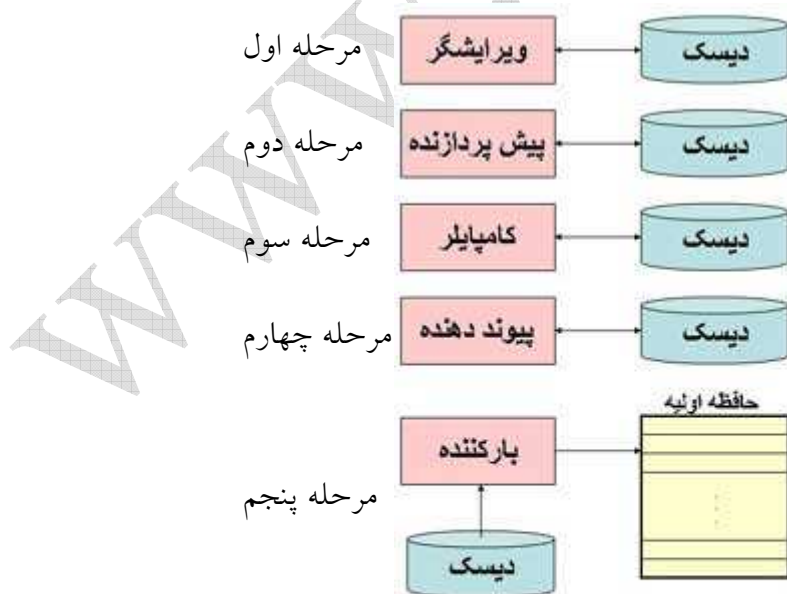 مرحله اول
ویرایشگر
دیسک
مرحله دوم
پیش پردازنده
دیسک
مرحله سوم
کامپایلر
دیسک
مرحله چهارم
پیوند دهنده
دیسک
حافظه اولیه
بارکننده
مرحله پنجم
دیسک
WWW